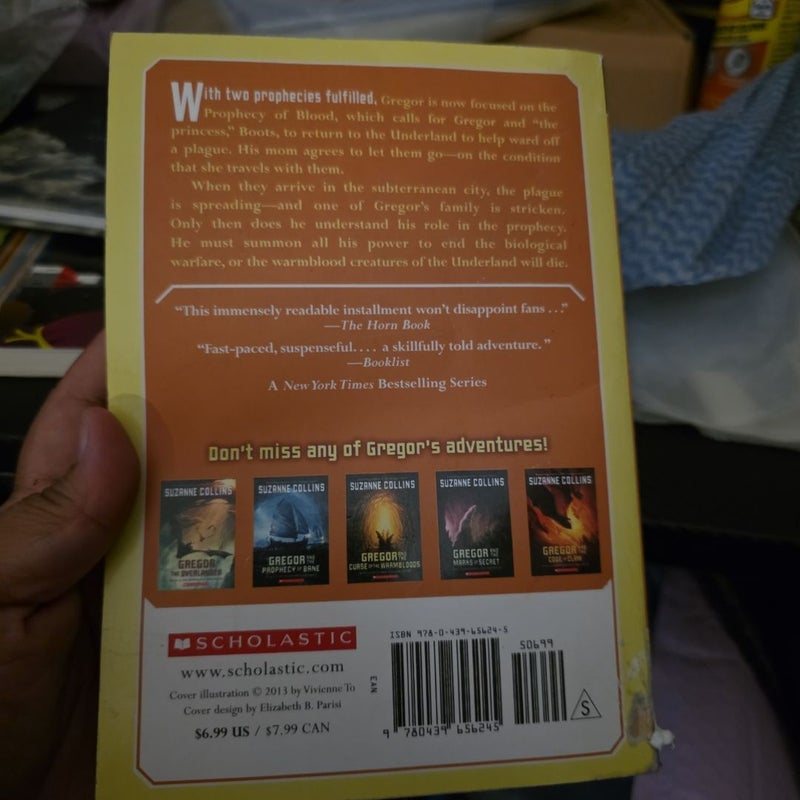 With two prophecies fulfilled, Gregor is now focused on the
Prophecy of Blood, which calls for Gregor and “the
princess,” Boots, to return to the Underland to help ward off
a plague. His mom agrees to let them go—on the condition
that she travels with them.
When they arrive in the subterranean city, the plague
is spreading—and one of Gregor’s family is stricken.
Only then does he understand his role in the prophecy.
He must summon all his power to end the biological
warfare, or the warmblood creatures of the Underland will die.
“This immensely readable installment won’t disappoint fans . . .”
—The Horn Book
“Fast-paced, suspenseful. . . . a skillfully told adventure.”
—Booklist
A New York Times Bestselling Series
Don't miss any of Gregor's adventures!
SUZANNE COLLINS
GREGOR
THE OVERLANDER
SUZANNE COLLINS
GREGOR AND THE
PROPHECY OF BANE
SUZANNE COLLINS
GREGOR AND THE
CURSE OF THE WARMBLOODS
SUZANNE COLLINS
GREGOR AND THE
MARKS OF SECRET
SUZANNE COLLINS
GREGOR AND THE
CODE OF CLAW
SCHOLASTIC
www.scholastic.com
Cover illustration © 2013 by Vivienne To
Cover design by Elizabeth B. Parisi
$6.99 US / $7.99 CAN
EAN
ISBN 978-0-439-65624-5
50699
9 780439 656245
S